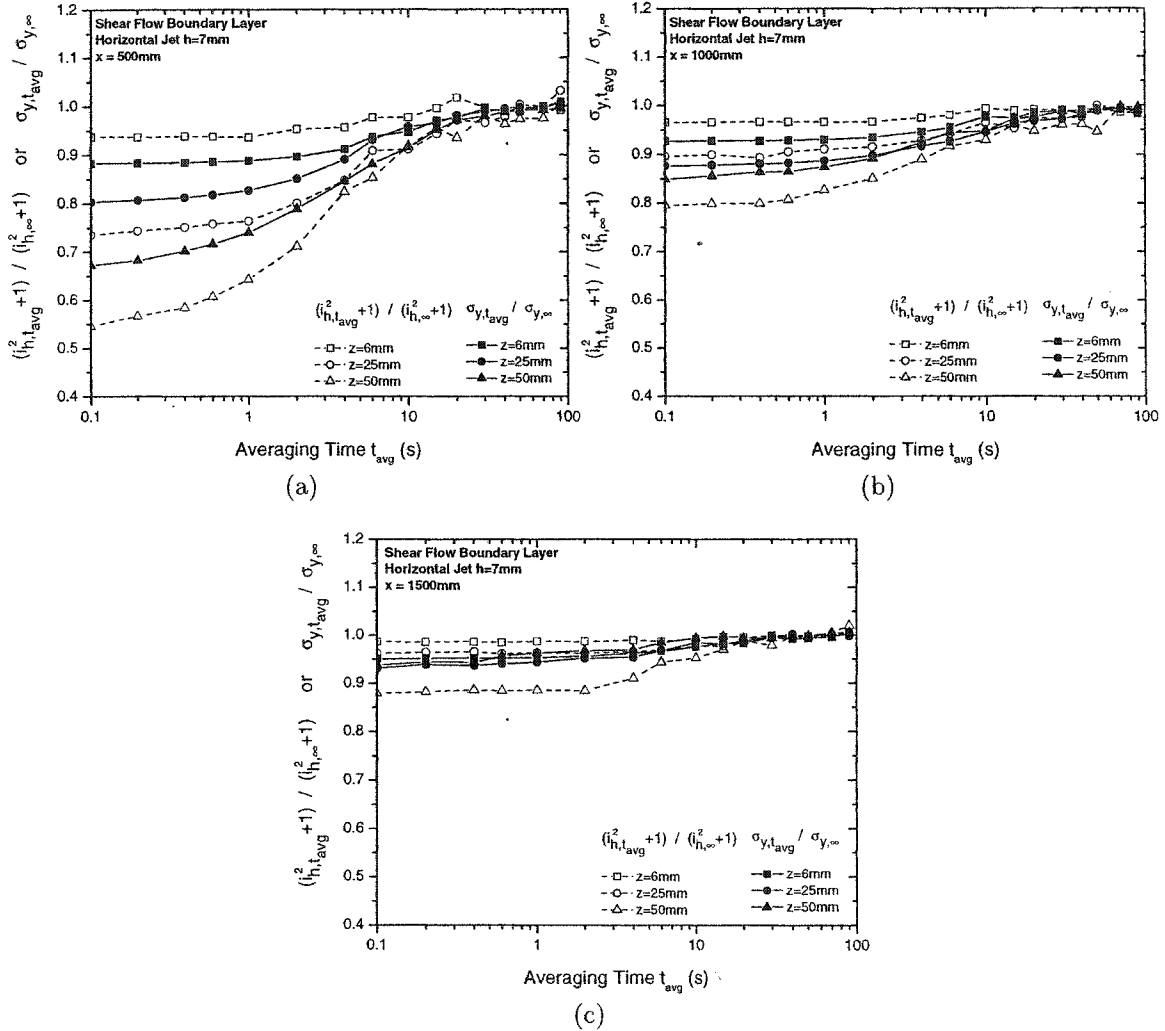 Shear Flow Boundary Layer
Horizontal Jet h=7mm
x = 500mm
(i²h,tavg +1) / (i²h,∞ +1) or σy,tavg / σy,∞
1.2
1.1
1.0
0.9
0.8
0.7
0.6
0.5
0.4
(i²h,tavg +1) / (i²h,∞ +1) σy,tavg / σy,∞
z=6mm z=6mm
z=25mm z=25mm
z=50mm z=50mm
0.1 1 10 100
Averaging Time tavg (s)
(a)
Shear Flow Boundary Layer
Horizontal Jet h=7mm
x = 1000mm
(i²h,tavg +1) / (i²h,∞ +1) or σy,tavg / σy,∞
1.2
1.1
1.0
0.9
0.8
0.7
0.6
0.5
0.4
(i²h,tavg +1) / (i²h,∞ +1) σy,tavg / σy,∞
z=6mm z=6mm
z=25mm z=25mm
z=50mm z=50mm
0.1 1 10 100
Averaging Time tavg (s)
(b)
Shear Flow Boundary Layer
Horizontal Jet h=7mm
x = 1500mm
(i²h,tavg +1) / (i²h,∞ +1) or σy,tavg / σy,∞
1.2
1.1
1.0
0.9
0.8
0.7
0.6
0.5
0.4
(i²h,tavg +1) / (i²h,∞ +1) σy,tavg / σy,∞
z=6mm z=6mm
z=25mm z=25mm
z=50mm z=50mm
0.1 1 10 100
Averaging Time tavg (s)
(c)